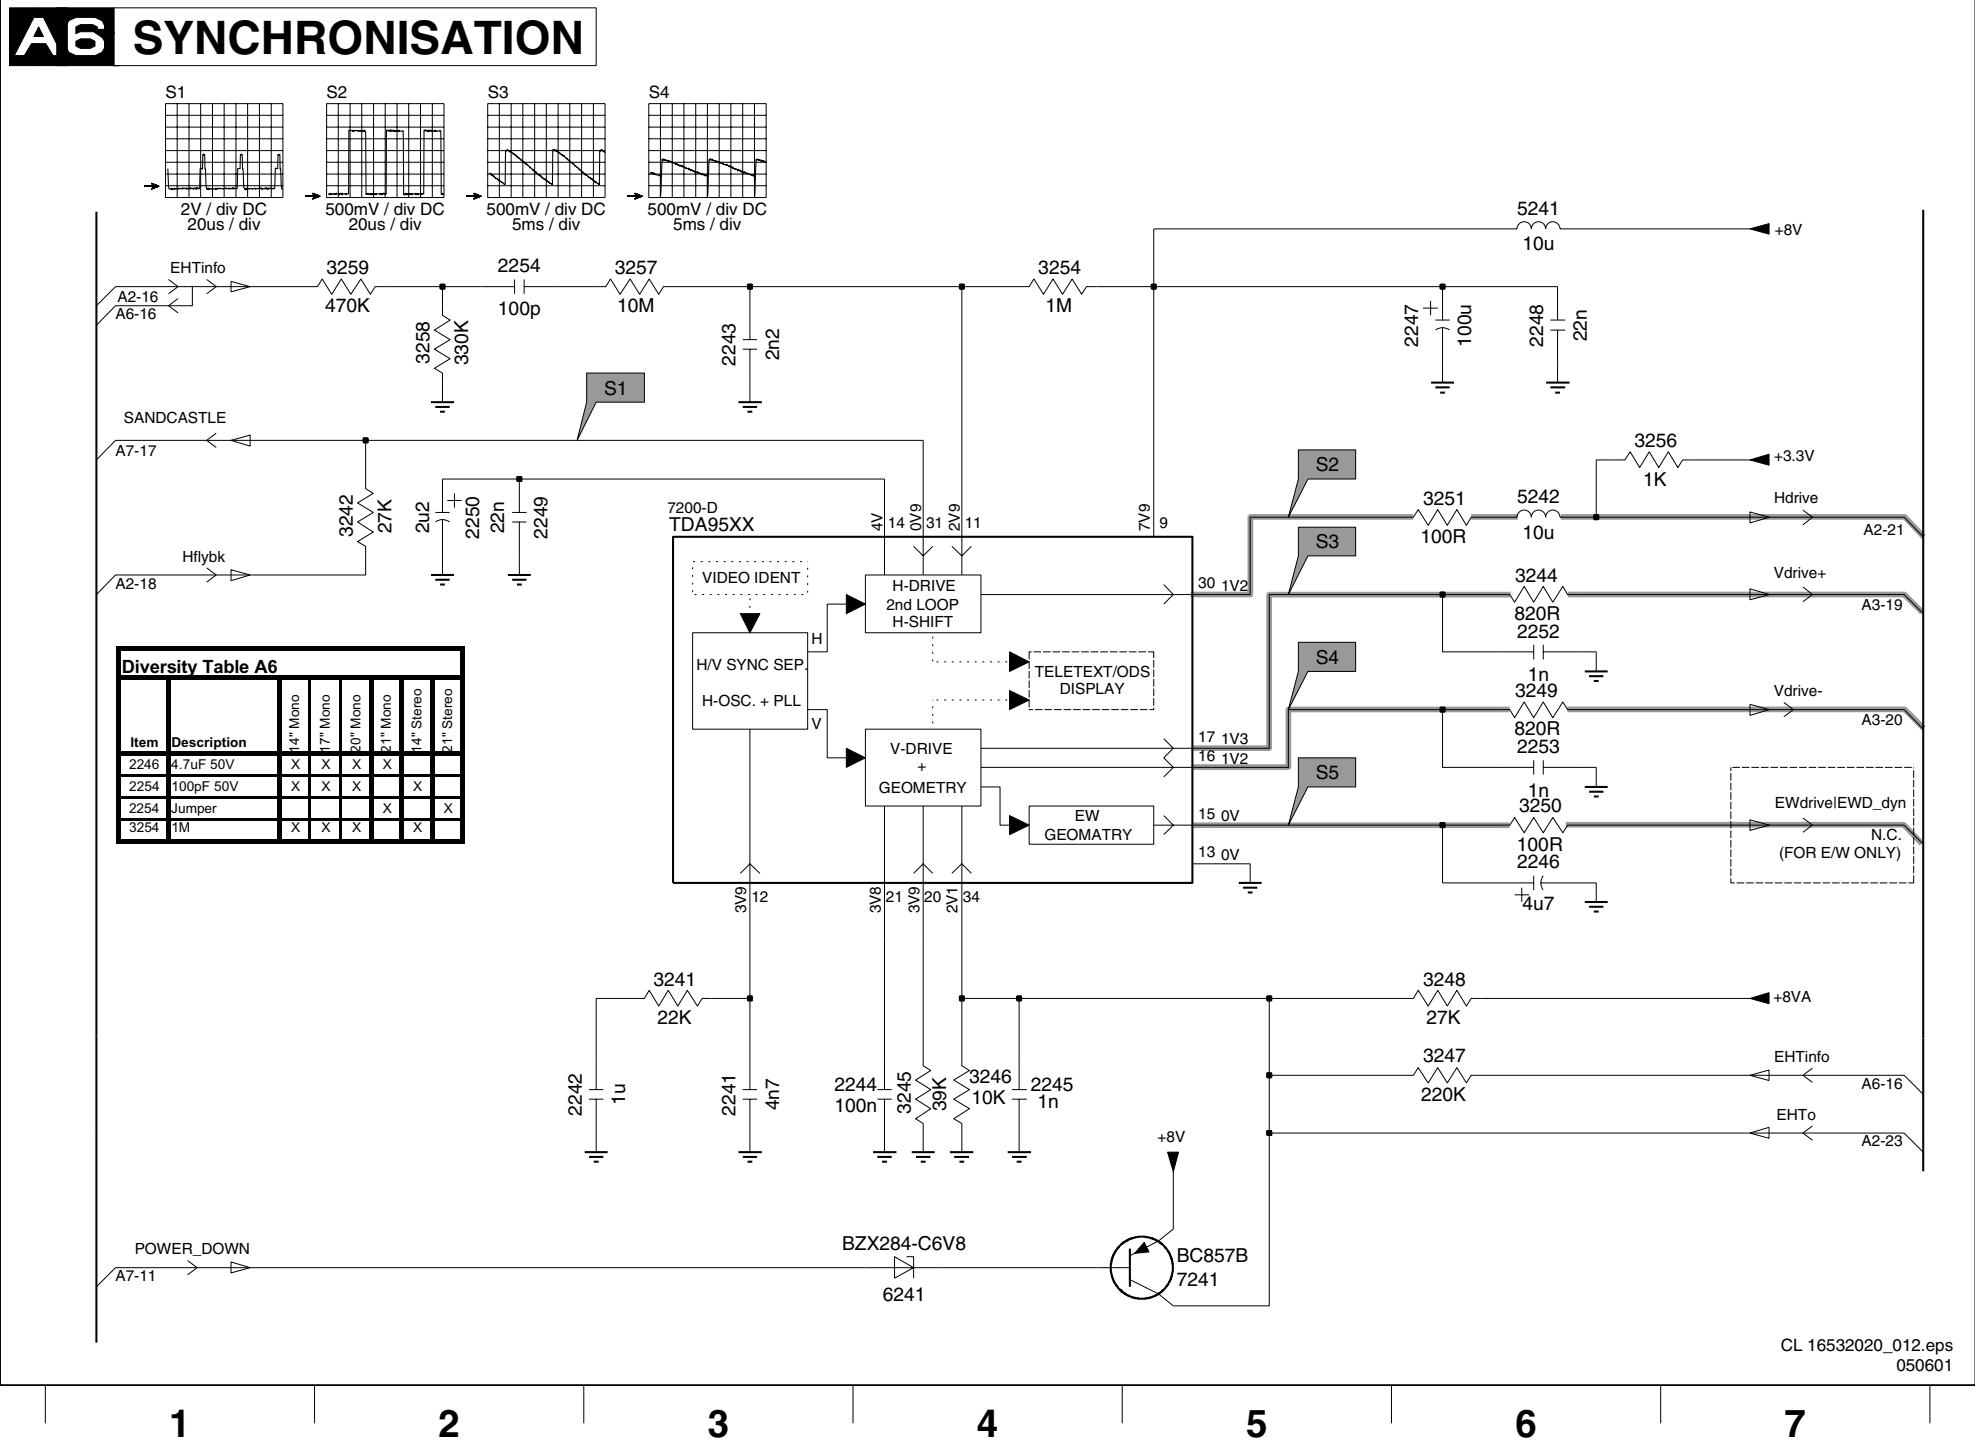 A6 SYNCHRONISATION
S1
S2
S3
S4
2V / div DC
20us / div
500mV / div DC
20us / div
500mV / div DC
5ms / div
500mV / div DC
5ms / div
5241
10u
+8V
EHTinfo
A2-16
A6-16
3259
470K
2254
100p
3257
10M
3254
1M
3258
330K
2243
2n2
2247
+
100u
2248
22n
S1
SANDCASTLE
A7-17
3242
27K
2u2
+
2250
22n
2249
Hflybk
A2-18
7200-D
TDA95XX
4V
14
0V9
31
2V9
11
7V9
9
S2
3256
1K
+3.3V
3251
100R
5242
10u
Hdrive
A2-21
S3
VIDEO IDENT
H-DRIVE
2nd LOOP
H-SHIFT
30 1V2
3244
820R
Vdrive+
A3-19
2252
1n
H
H/V SYNC SEP.
H-OSC. + PLL
V
TELETEXT/ODS
DISPLAY
S4
3249
820R
Vdrive-
A3-20
2253
1n
V-DRIVE
+
GEOMETRY
17 1V3
16 1V2
S5
EW
GEOMATRY
15 0V
13 0V
3250
100R
2246
+
4u7
EWdrive|EWD_dyn
N.C.
(FOR E/W ONLY)
Diversity Table A6
Item Description 14" Mono 17" Mono 20" Mono 21" Mono 14" Stereo 21" Stereo
2246 4.7uF 50V X X X X
2254 100pF 50V X X X X
2254 Jumper X X
3254 1M X X X X
3V9
12
3V8
21
3V9
20
2V1
34
3241
22K
2242
1u
2241
4n7
2244
100n
3245
39K
3246
10K
2245
1n
3248
27K
+8VA
3247
220K
EHTinfo
A6-16
EHTo
A2-23
+8V
POWER_DOWN
A7-11
BZX284-C6V8
6241
BC857B
7241
CL 16532020_012.eps
050601
1 2 3 4 5 6 7